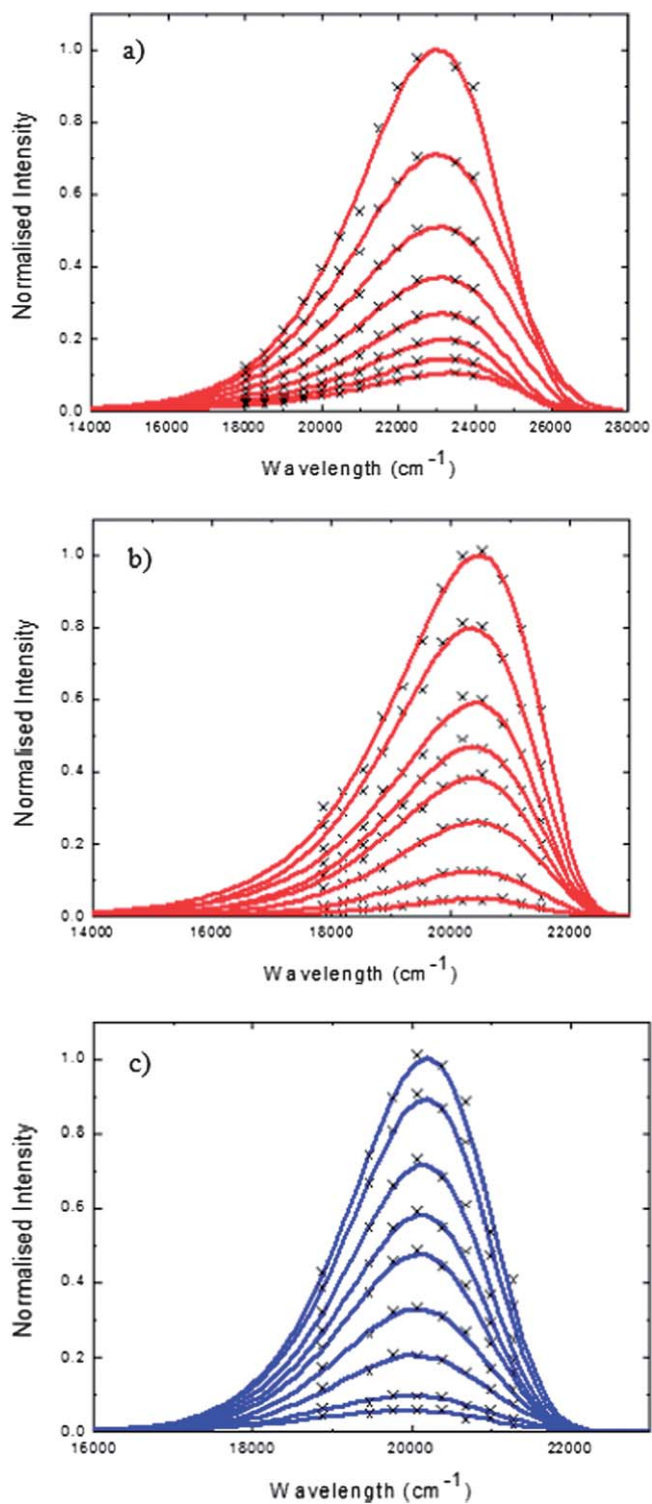 a)
Normalised Intensity
1.0
0.8
0.6
0.4
0.2
0.0
14000 16000 18000 20000 22000 24000 26000 28000
Wavelength (cm-1)
b)
Normalised Intensity
1.0
0.8
0.6
0.4
0.2
0.0
14000 16000 18000 20000 22000
Wavelength (cm-1)
c)
Normalised Intensity
1.0
0.8
0.6
0.4
0.2
0.0
16000 18000 20000 22000
Wavelength (cm-1)